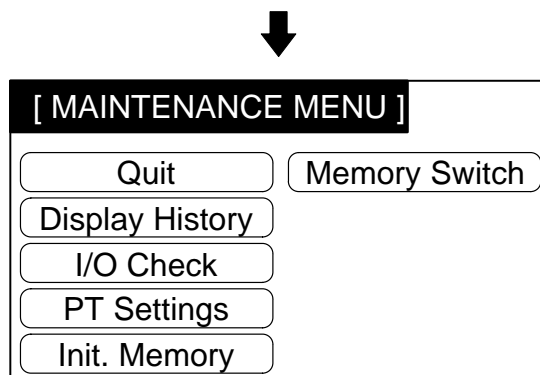 [ MAINTENANCE MENU ]
Quit Memory Switch
Display History
I/O Check
PT Settings
Init. Memory